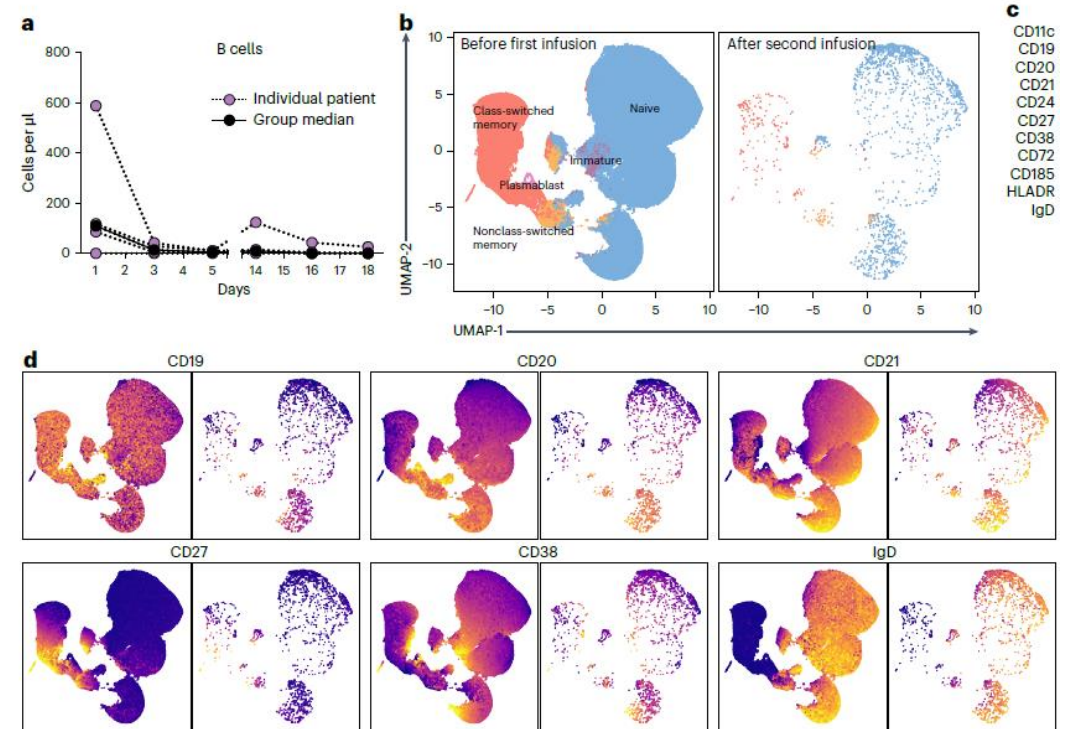 a
B cells
800
600
400
200
0
Cells per μl
Individual patient
Group median
1 2 3 4 5 14 15 16 17 18
Days
b
Before first infusion
After second infusion
10
5
0
−5
−10
UMAP-2
Class-switched
memory
Naive
Immature
Plasmablast
Nonclass-switched
memory
−10 −5 0 5 10
−10 −5 0 5 10
UMAP-1
c
CD11c
CD19
CD20
CD21
CD24
CD27
CD38
CD72
CD185
HLADR
IgD
d
CD19 CD20 CD21
CD27 CD38 IgD